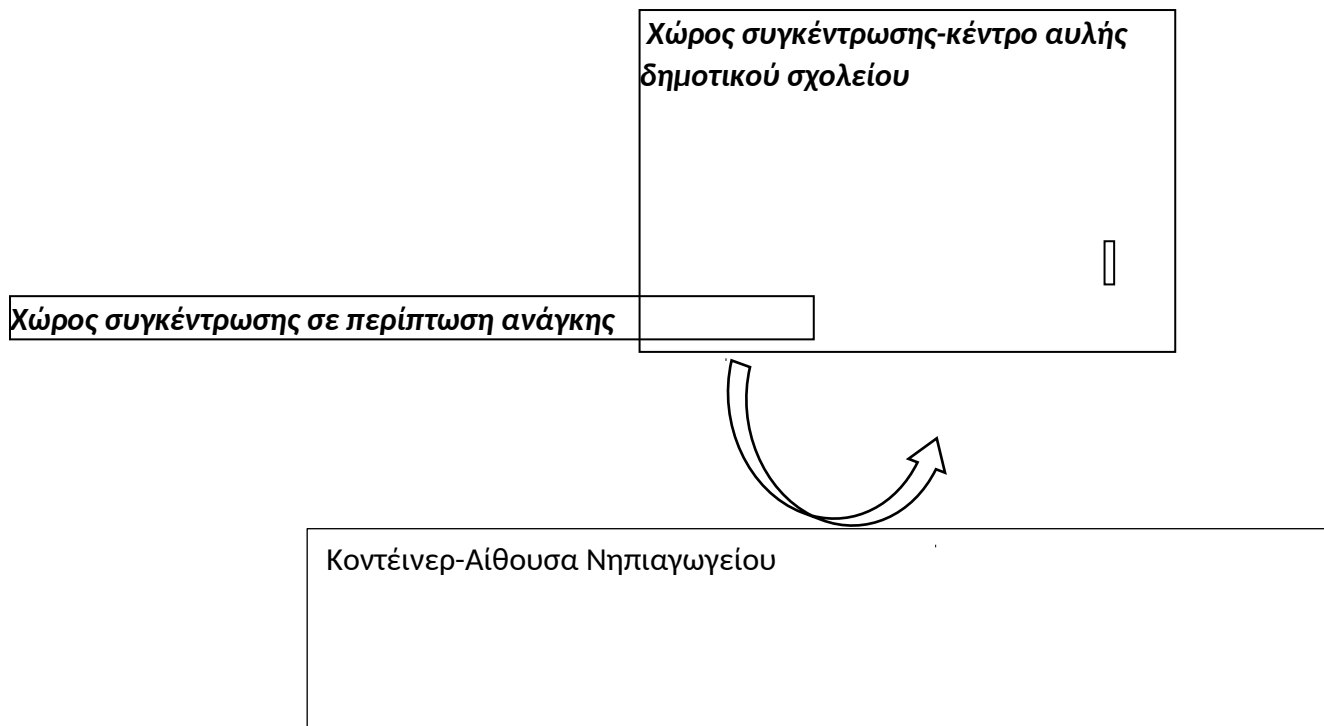 Χώρος συγκέντρωσης-κέντρο αυλής
δημοτικού σχολείου
Χώρος συγκέντρωσης σε περίπτωση ανάγκης
Κοντέινερ-Αίθουσα Νηπιαγωγείου